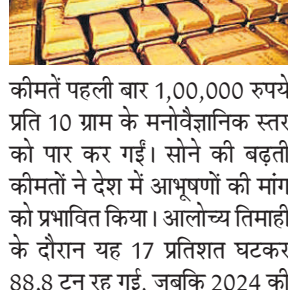 कीमतें पहली बार 1,00,000 रुपये
प्रति 10 ग्राम के मनोवैज्ञानिक स्तर
को पार कर गईं। सोने की बढ़ती
कीमतों ने देश में आभूषणों की मांग
को प्रभावित किया। आलोच्य तिमाही
के दौरान यह 17 प्रतिशत घटकर
88.8 टन रह गई, जबकि 2024 की